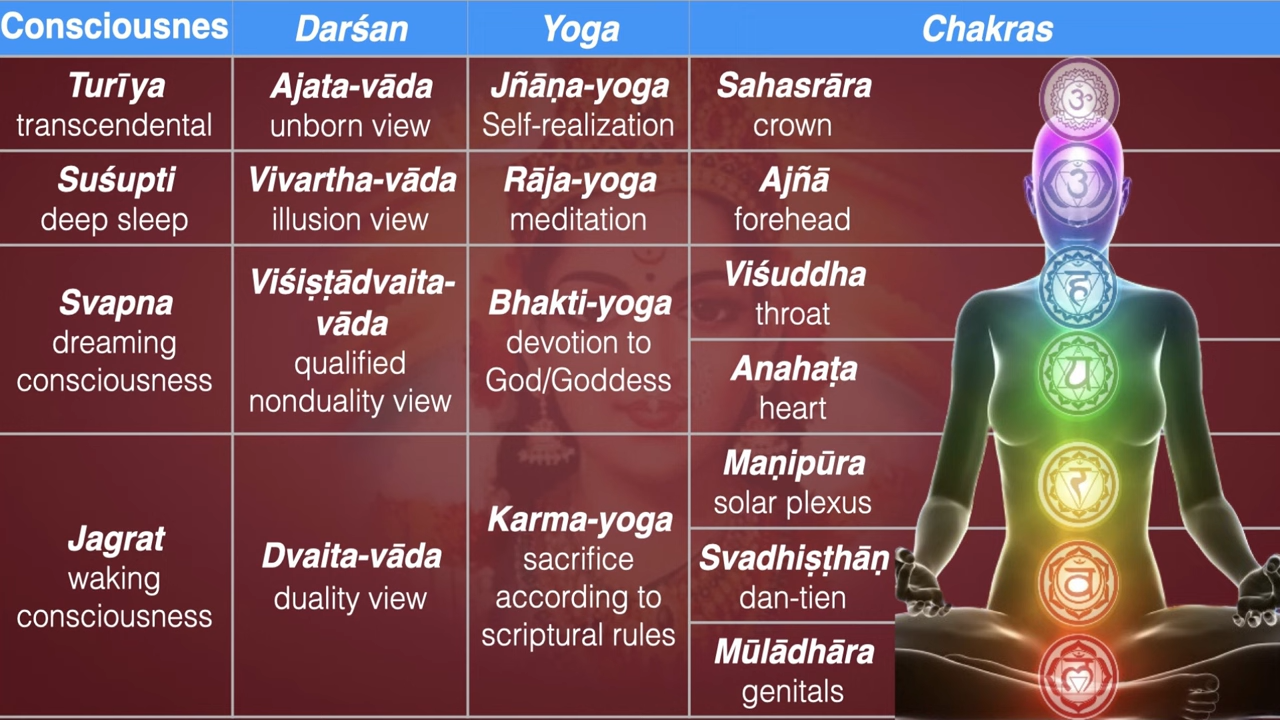 Consciousnes Darśan Yoga Chakras
Turīya
transcendental
Ajata-vāda
unborn view
Jñāṇa-yoga
Self-realization
Sahasrāra
crown
Suśupti
deep sleep
Vivartha-vāda
illusion view
Rāja-yoga
meditation
Ajñā
forehead
Svapna
dreaming
consciousness
Viśiṣṭādvaita-
vāda
qualified
nonduality view
Bhakti-yoga
devotion to
God/Goddess
Viśuddha
throat
Anahaṭa
heart
Jagrat
waking
consciousness
Dvaita-vāda
duality view
Karma-yoga
sacrifice
according to
scriptural rules
Maṇipūra
solar plexus
Svadhiṣṭhāṇ
dan-tien
Mūlādhāra
genitals
ॐ
ॐ
हं
यं
रं
वं
लं